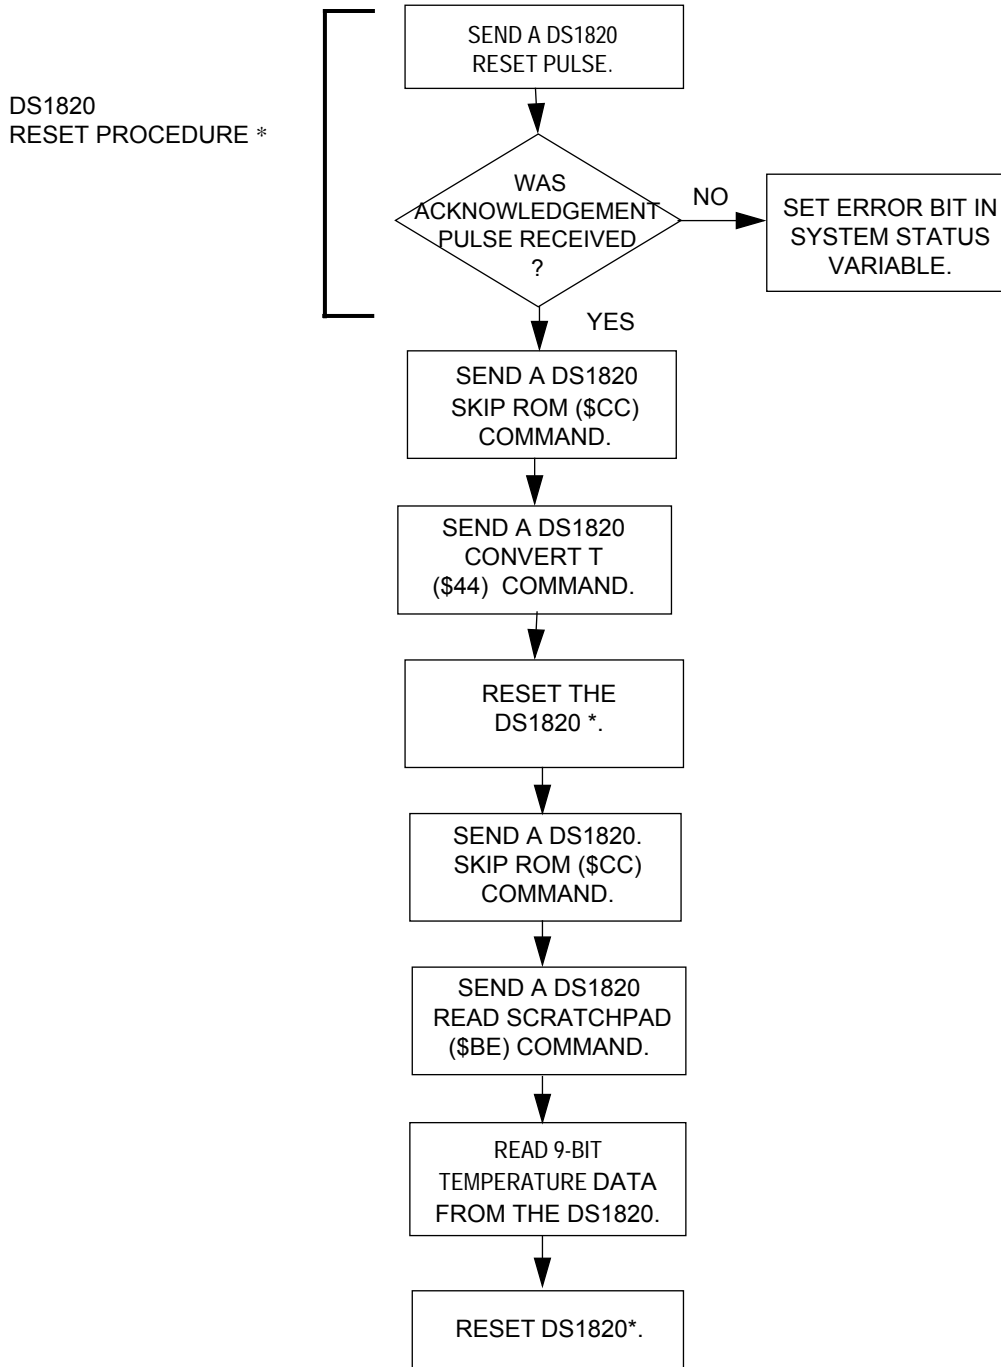 SEND A DS1820
RESET PULSE.
DS1820
RESET PROCEDURE *
WAS
ACKNOWLEDGEMENT
PULSE RECEIVED
?
NO
SET ERROR BIT IN
SYSTEM STATUS
VARIABLE.
YES
SEND A DS1820
SKIP ROM ($CC)
COMMAND.
SEND A DS1820
CONVERT T
($44) COMMAND.
RESET THE
DS1820 *.
SEND A DS1820.
SKIP ROM ($CC)
COMMAND.
SEND A DS1820
READ SCRATCHPAD
($BE) COMMAND.
READ 9-BIT
TEMPERATURE DATA
FROM THE DS1820.
RESET DS1820*.